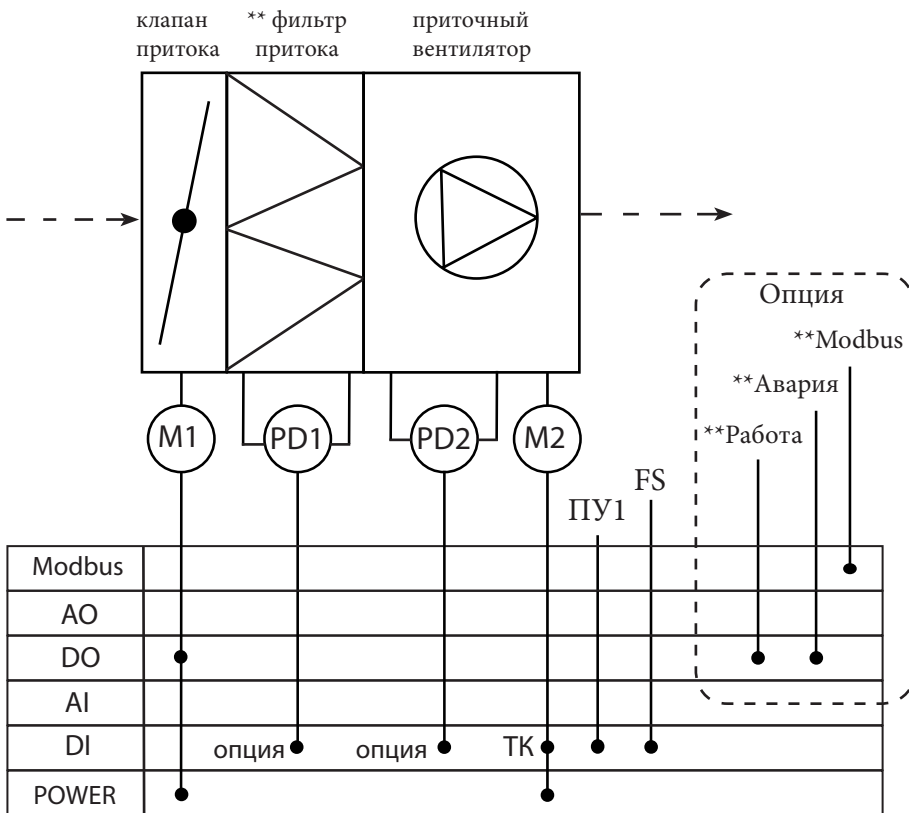 клапан
притока
** фильтр
притока
приточный
вентилятор
Опция
**Modbus
**Авария
**Работа
M1
PD1
PD2
M2
FS
ПУ1
Modbus
AO
DO
AI
DI
опция
опция
ТК
POWER